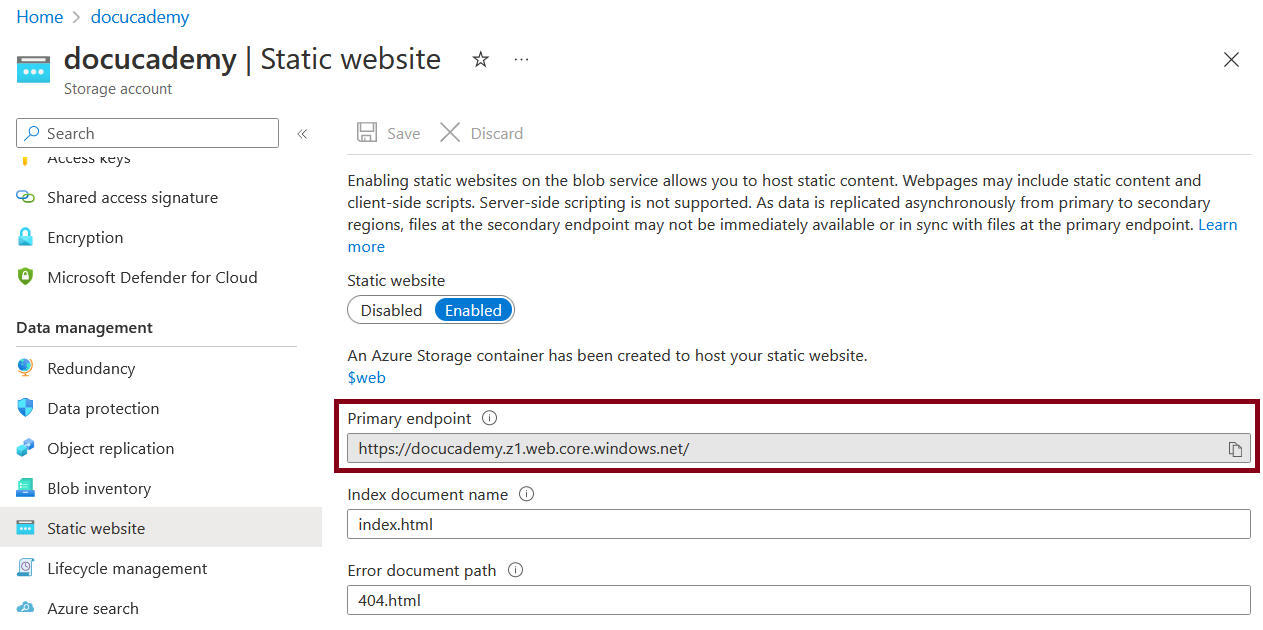 Home > docucademy
docucademy | Static website
Storage account
Search
Access keys
Shared access signature
Encryption
Microsoft Defender for Cloud
Data management
Redundancy
Data protection
Object replication
Blob inventory
Static website
Lifecycle management
Azure search
Save Discard
Enabling static websites on the blob service allows you to host static content. Webpages may include static content and
client-side scripts. Server-side scripting is not supported. As data is replicated asynchronously from primary to secondary
regions, files at the secondary endpoint may not be immediately available or in sync with files at the primary endpoint. Learn
more
Static website
Disabled Enabled
An Azure Storage container has been created to host your static website.
$web
Primary endpoint
https://docucademy.z1.web.core.windows.net/
Index document name
index.html
Error document path
404.html